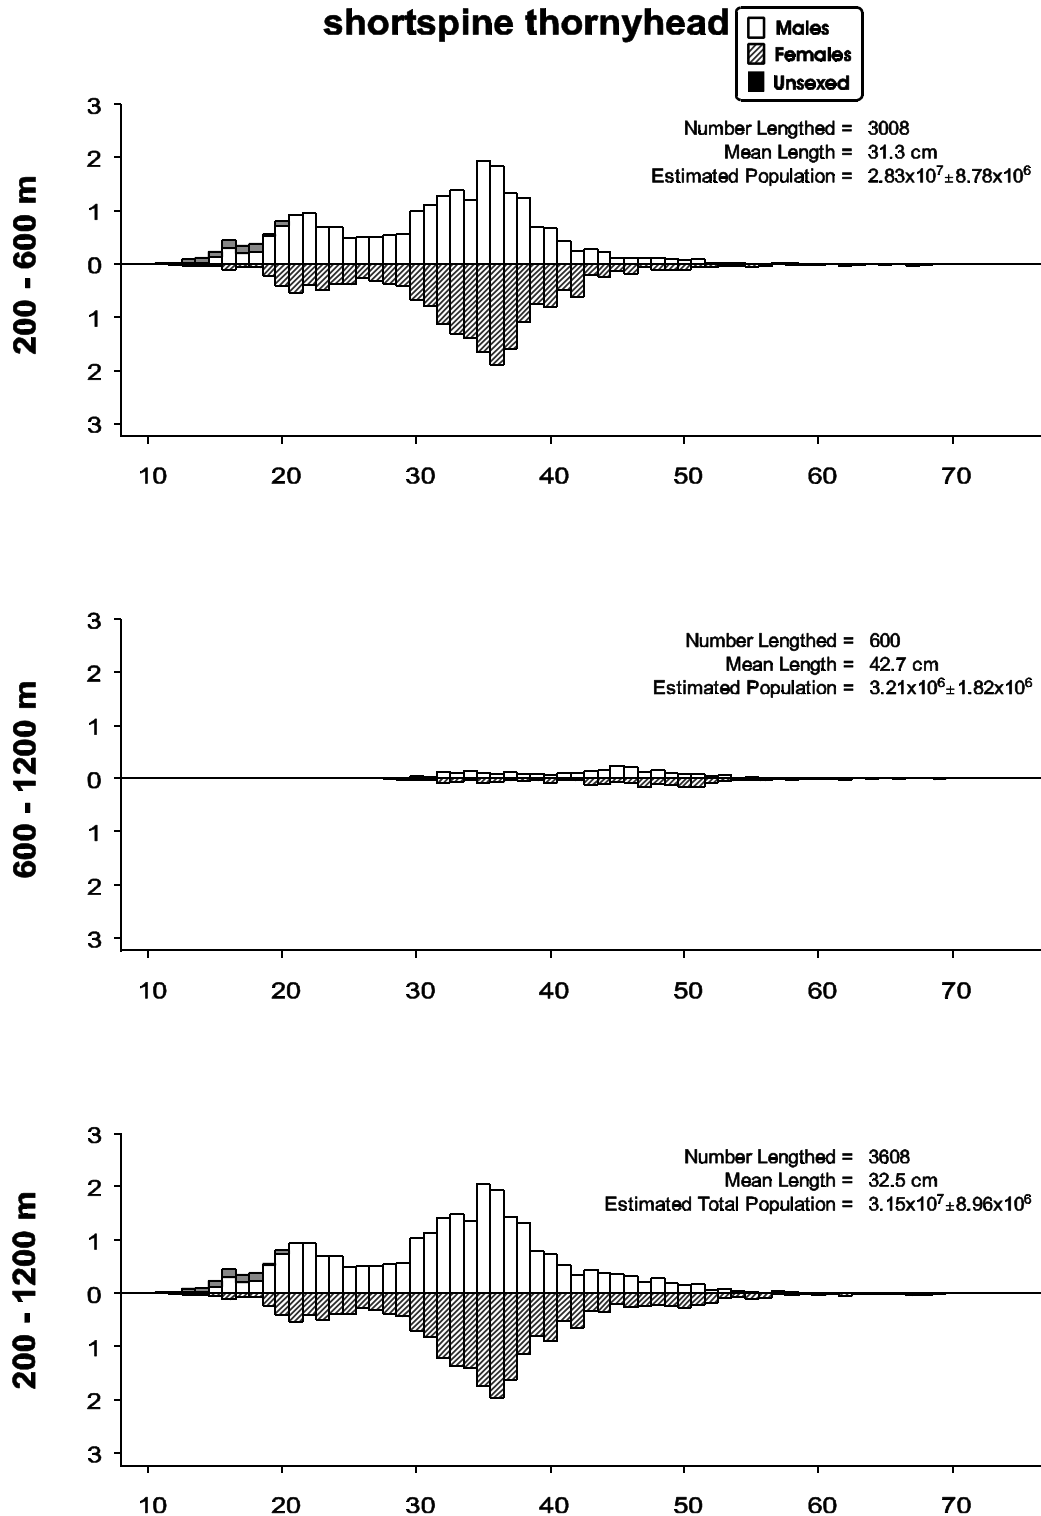 shortspine thornyhead
Males
Females
Unsexed
200 - 600 m
3
2
1
0
1
2
3
Number Lengthed = 3008
Mean Length = 31.3 cm
Estimated Population = 2.83x10⁷±8.78x10⁶
10 20 30 40 50 60 70
600 - 1200 m
3
2
1
0
1
2
3
Number Lengthed = 600
Mean Length = 42.7 cm
Estimated Population = 3.21x10⁶±1.82x10⁶
10 20 30 40 50 60 70
200 - 1200 m
3
2
1
0
1
2
3
Number Lengthed = 3608
Mean Length = 32.5 cm
Estimated Total Population = 3.15x10⁷±8.96x10⁶
10 20 30 40 50 60 70